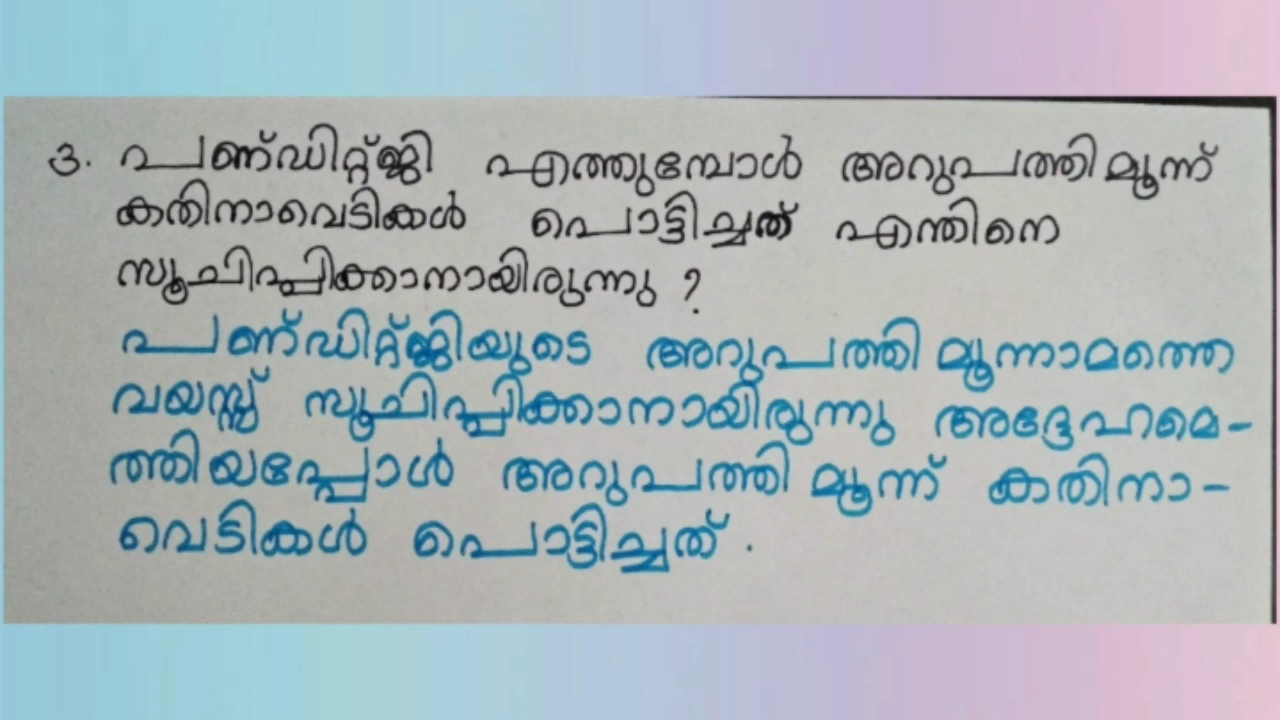 3. പണ്ഡിറ്റ്ജി എത്തുമ്പോൾ അറുപത്തിമൂന്ന്
കതിനാവെടികൾ പൊട്ടിച്ചത് എന്തിനെ
സൂചിപ്പിക്കാനായിരുന്നു ?
പണ്ഡിറ്റ്ജിയുടെ അറുപത്തിമൂന്നാമത്തെ
വയസ്സ് സൂചിപ്പിക്കാനായിരുന്നു അദ്ദേഹമെ-
ത്തിയപ്പോൾ അറുപത്തിമൂന്ന് കതിനാ-
വെടികൾ പൊട്ടിച്ചത് .